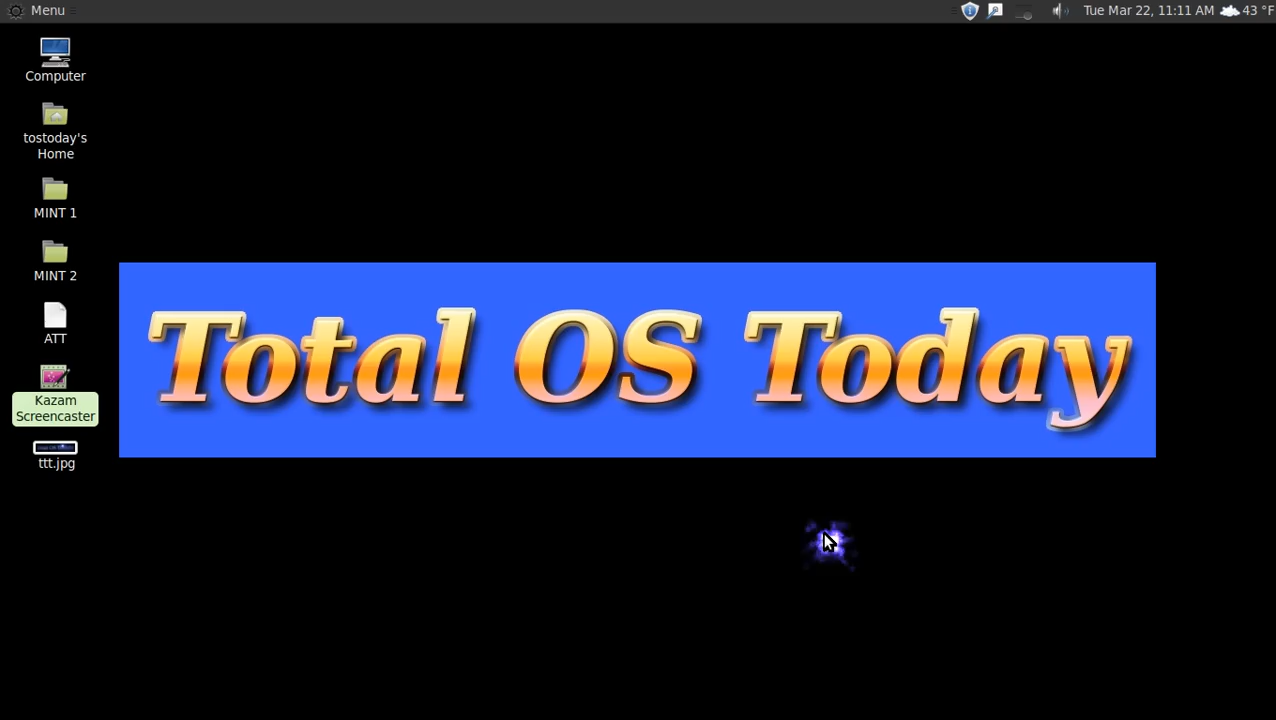 Menu
Tue Mar 22, 11:11 AM 43 °F
Computer
tostoday's
Home
MINT 1
MINT 2
ATT
Kazam
Screencaster
ttt.jpg
Total OS Today